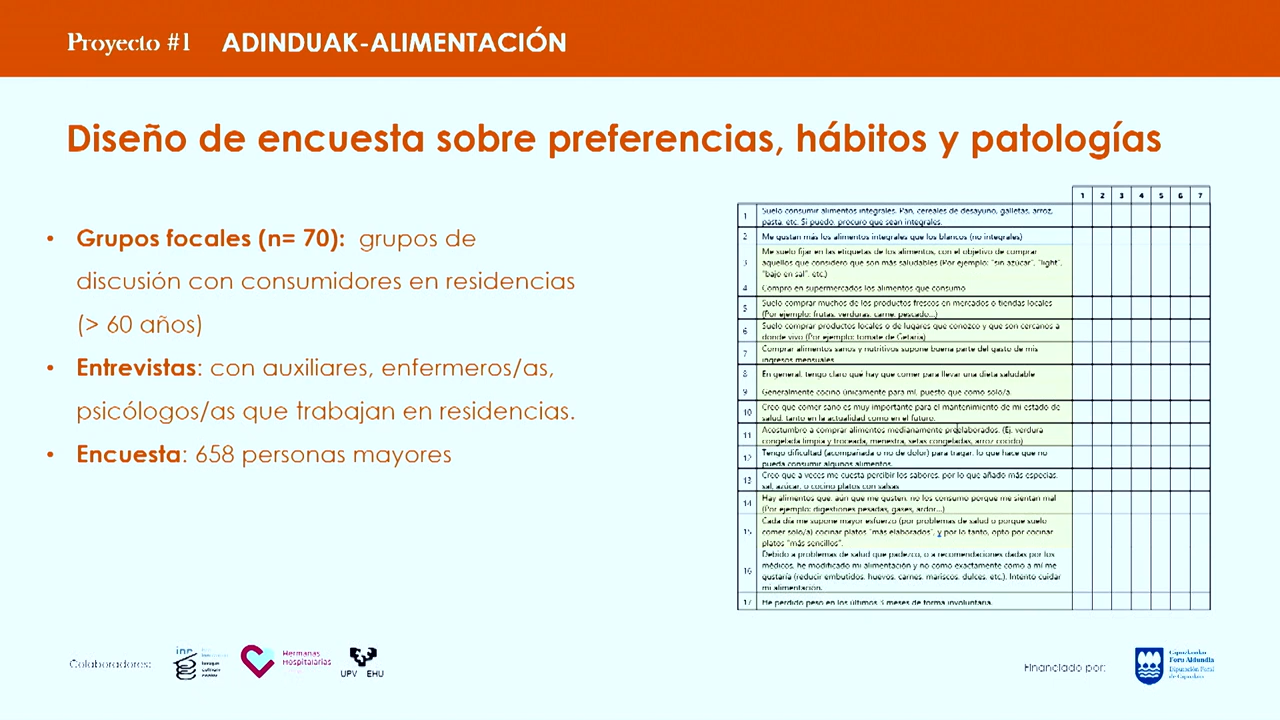 Proyecto #1 ADINDUAK-ALIMENTACIÓN
Diseño de encuesta sobre preferencias, hábitos y patologías
• Grupos focales (n= 70): grupos de
discusión con consumidores en residencias
(> 60 años)
• Entrevistas: con auxiliares, enfermeros/as,
psicólogos/as que trabajan en residencias.
• Encuesta: 658 personas mayores
1 2 3 4 5 6 7
1 Suelo consumir alimentos integrales. Pan, cereales de desayuno, galletas, arroz,
pasta, etc. Si puedo, procuro que sean integrales.
2 Me gustan más los alimentos integrales que los blancos (no integrales)
3 Me suelo fijar en las etiquetas de los alimentos, con el objetivo de comprar
aquellos que considero que son más saludables (Por ejemplo: "sin azúcar", "light",
"bajo en sal", etc.)
4 Compro en supermercados los alimentos que consumo
5 Suelo comprar muchos de los productos frescos en mercados o tiendas locales
(Por ejemplo: frutas, verduras, carne, pescado...)
6 Suelo comprar productos locales o de lugares que conozco y que son cercanos a
donde vivo (Por ejemplo: tomate de Getaria)
7 Comprar alimentos sanos y nutritivos supone buena parte del gasto de mis
ingresos mensuales
8 En general, tengo claro qué hay que comer para llevar una dieta saludable
9 Generalmente cocino únicamente para mí, puesto que como solo/a.
10 Creo que comer sano es muy importante para el mantenimiento de mi estado de
salud, tanto en la actualidad como en el futuro.
11 Acostumbro a comprar alimentos medianamente preelaborados. (Ej. verdura
congelada limpia y troceada, menestra, setas congeladas, arroz cocido)
12 Tengo dificultad (acompañada o no de dolor) para tragar, lo que hace que no
pueda consumir algunos alimentos.
13 Creo que a veces me cuesta percibir los sabores, por lo que añado más especias,
sal, azúcar, o cocino platos con salsas
14 Hay alimentos que, aún que me gusten, no los consumo porque me sientan mal
(Por ejemplo: digestiones pesadas, gases, ardor...)
15 Cada día me supone mayor esfuerzo (por problemas de salud o porque suelo
comer solo/a) cocinar platos "más elaborados", y por lo tanto, opto por cocinar
platos "más sencillos".
16 Debido a problemas de salud que padezco, o a recomendaciones dadas por los
médicos, he modificado mi alimentación y no como exactamente como a mí me
gustaría (reducir embutidos, huevos, carnes, mariscos, dulces, etc.). Intento cuidar
mi alimentación.
17 He perdido peso en los últimos 3 meses de forma involuntaria.
Colaboradores:
Hermanas
Hospitalarias
UPV EHU
Financiado por:
Gipuzkoako
Foru Aldundia
Diputación Foral
de Gipuzkoa